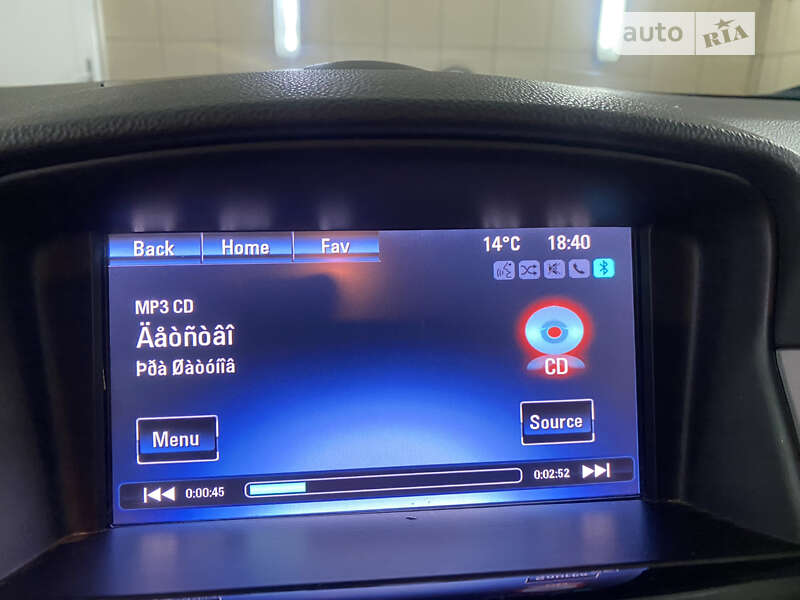 auto RIA
Back Home Fav 14°C 18:40
MP3 CD
Äåòñòâî
Þðà Øàòóíîâ
CD
Menu Source
0:00:45 0:02:52